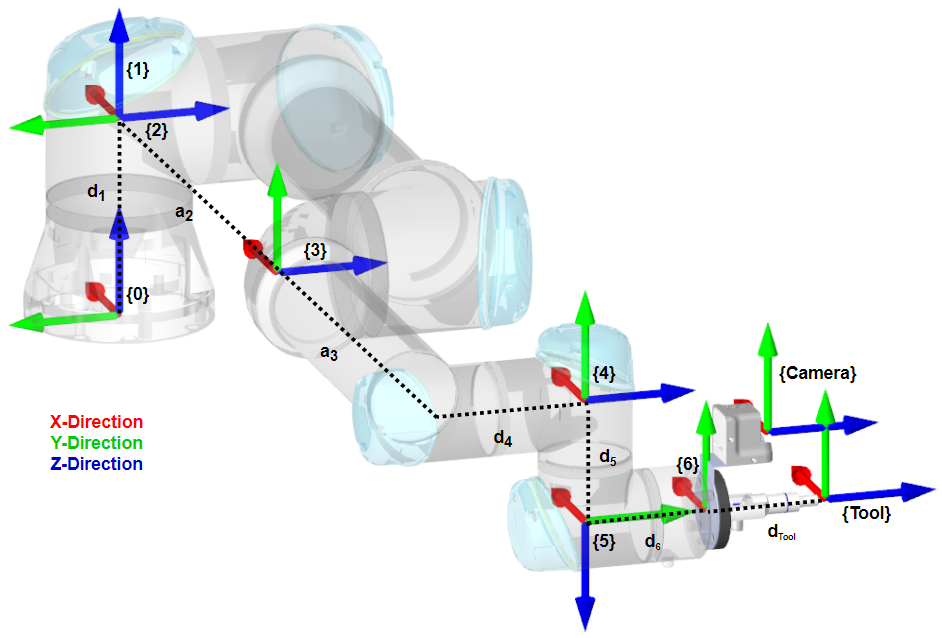 {1}
{2}
d1
a2
{3}
{0}
a3
{4}
{Camera}
X-Direction
Y-Direction
Z-Direction
d4
d5
{6}
{Tool}
{5}
d6
dTool